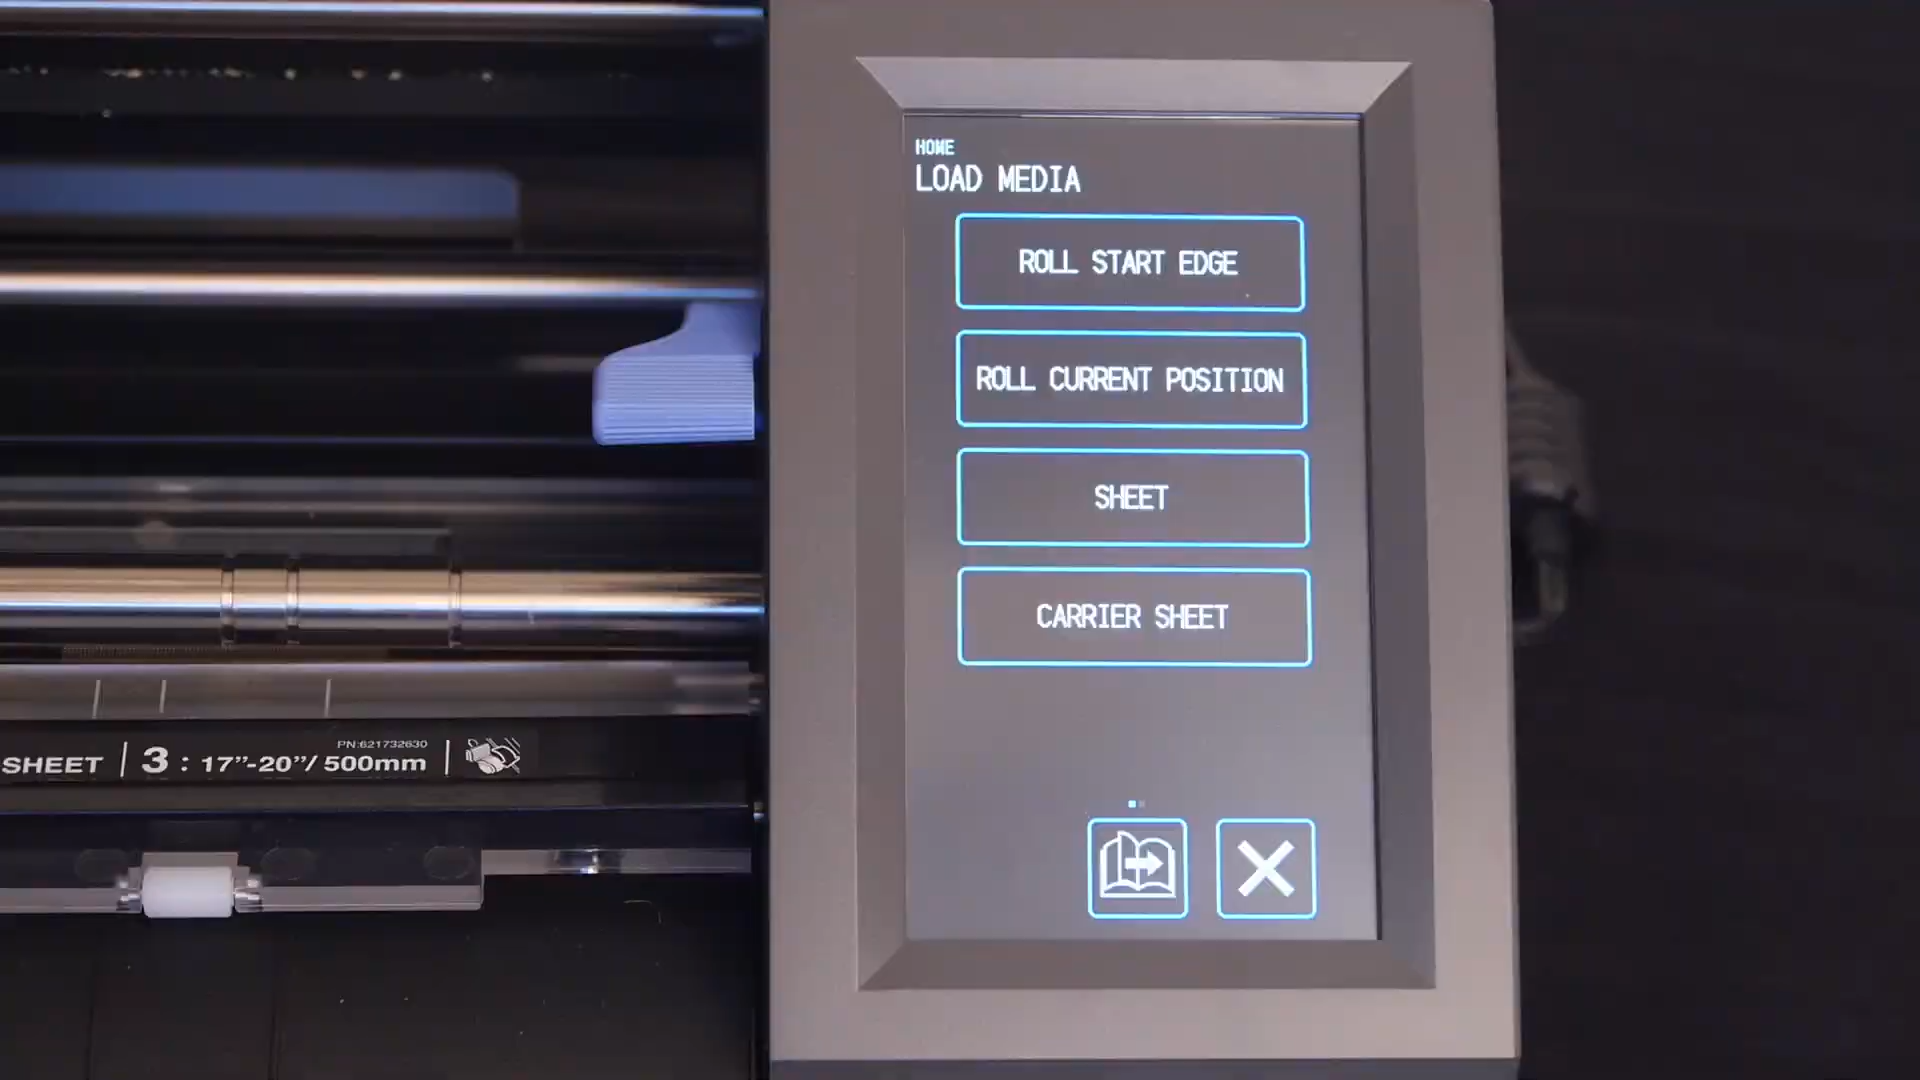 HOME
LOAD MEDIA
ROLL START EDGE
ROLL CURRENT POSITION
SHEET
CARRIER SHEET
PN:621732630
SHEET | 3 : 17”-20”/ 500mm |